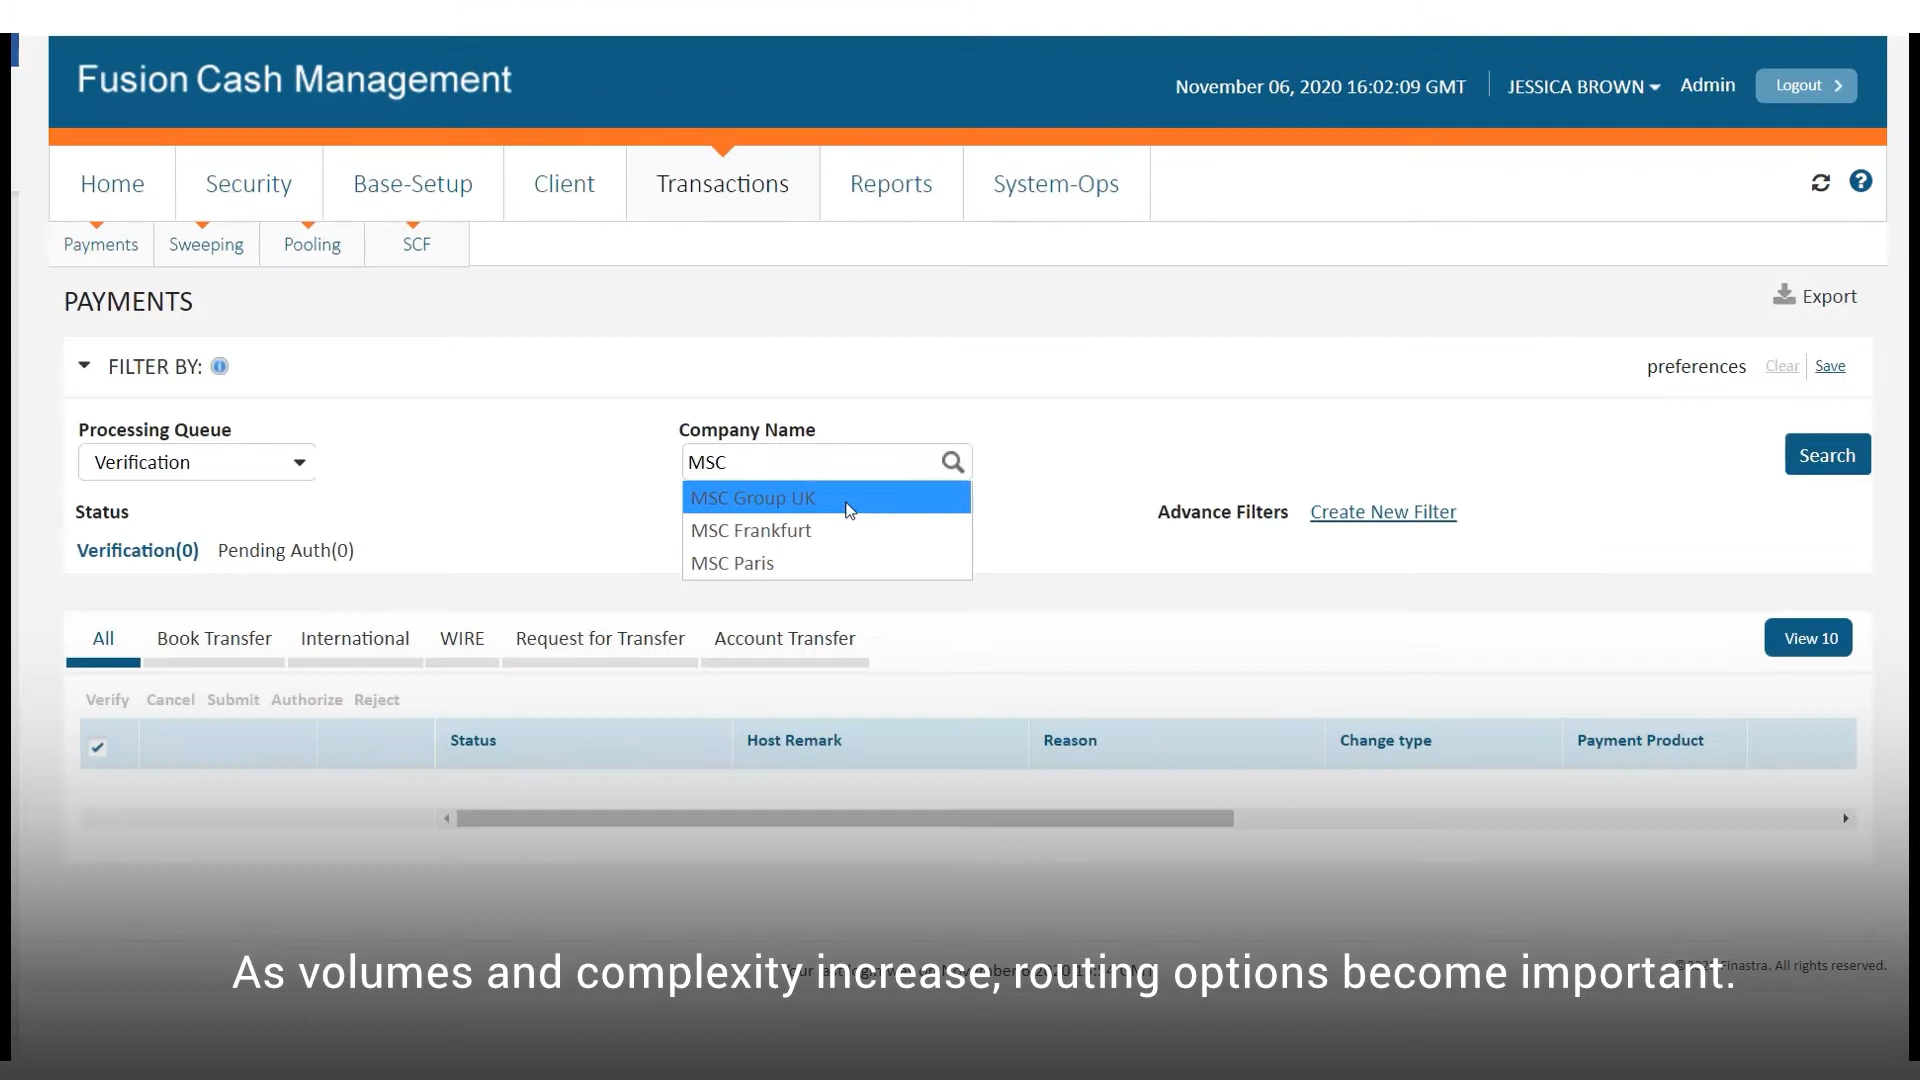 Fusion Cash Management
November 06, 2020 16:02:09 GMT
JESSICA BROWN
Admin
Logout
Home
Security
Base-Setup
Client
Transactions
Reports
System-Ops
Payments
Sweeping
Pooling
SCF
PAYMENTS
Export
FILTER BY:
preferences
Clear
Save
Processing Queue
Company Name
Verification
MSC
Search
MSC Group UK
MSC Frankfurt
MSC Paris
Status
Advance Filters
Create New Filter
Verification(0)
Pending Auth(0)
All
Book Transfer
International
WIRE
Request for Transfer
Account Transfer
View 10
Verify
Cancel
Submit
Authorize
Reject
Status
Host Remark
Reason
Change type
Payment Product
As volumes and complexity increase, routing options become important.
Finastra. All rights reserved.